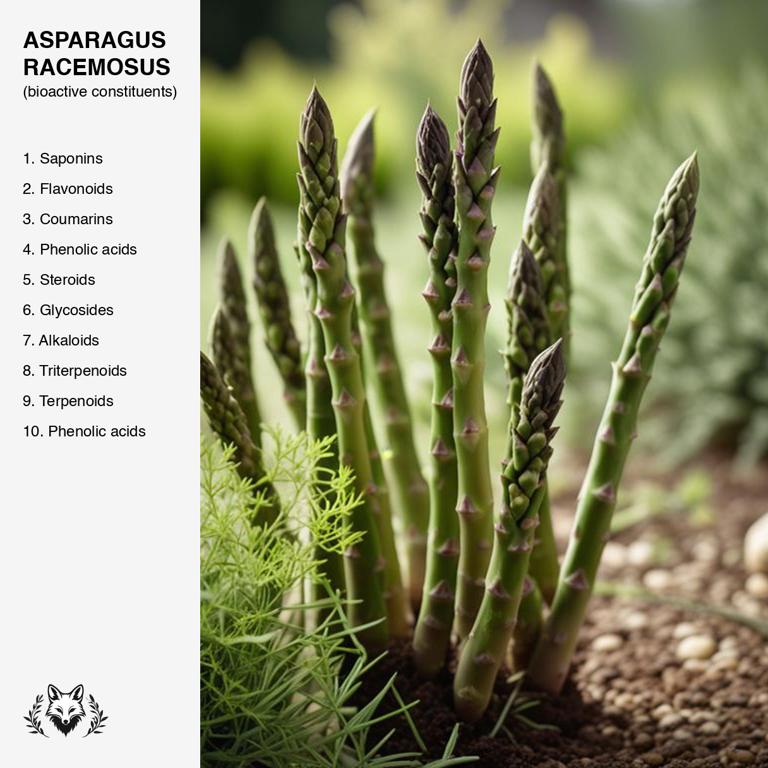 ASPARAGUS
RACEMOSUS
(bioactive constituents)
1. Saponins
2. Flavonoids
3. Coumarins
4. Phenolic acids
5. Steroids
6. Glycosides
7. Alkaloids
8. Triterpenoids
9. Terpenoids
10. Phenolic acids